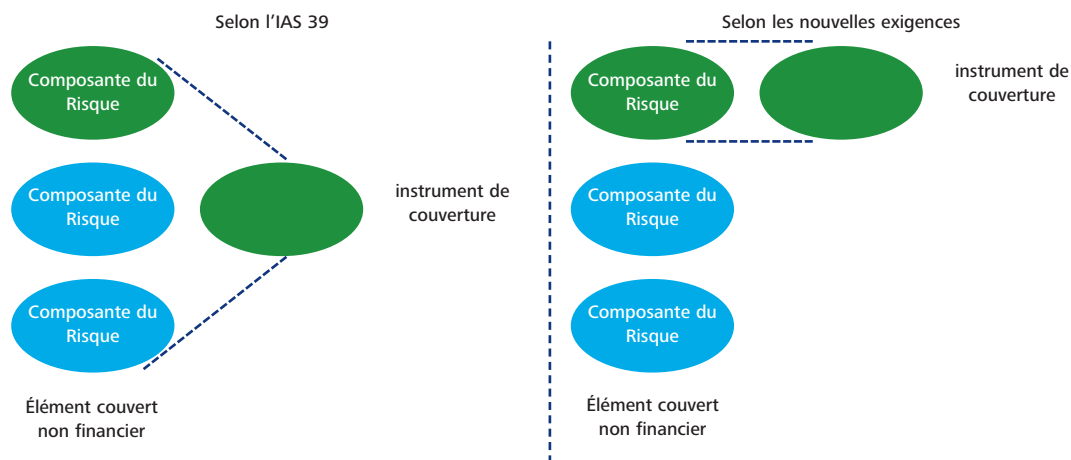 Selon l'IAS 39
Composante du
Risque
Composante du
Risque
Composante du
Risque
instrument de
couverture
Élément couvert
non financier
Selon les nouvelles exigences
Composante du
Risque
instrument de
couverture
Composante du
Risque
Composante du
Risque
Élément couvert
non financier